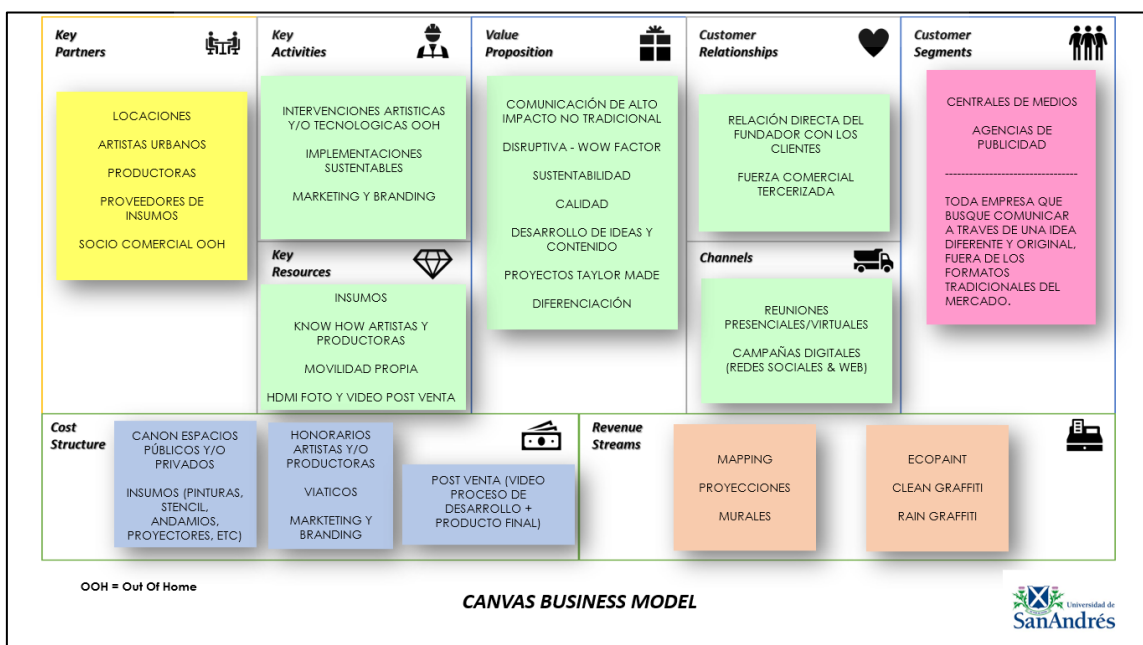 Key
Partners
LOCACIONES
ARTISTAS URBANOS
PRODUCTORAS
PROVEEDORES DE
INSUMOS
SOCIO COMERCIAL OOH
Key
Activities
INTERVENCIONES ARTISTICAS
Y/O TECNOLOGICAS OOH
IMPLEMENTACIONES
SUSTENTABLES
MARKETING Y BRANDING
Key
Resources
INSUMOS
KNOW HOW ARTISTAS Y
PRODUCTORAS
MOVILIDAD PROPIA
HDMI FOTO Y VIDEO POST VENTA
Value
Proposition
COMUNICACIÓN DE ALTO
IMPACTO NO TRADICIONAL
DISRUPTIVA - WOW FACTOR
SUSTENTABILIDAD
CALIDAD
DESARROLLO DE IDEAS Y
CONTENIDO
PROYECTOS TAYLOR MADE
DIFERENCIACIÓN
Customer
Relationships
RELACIÓN DIRECTA DEL
FUNDADOR CON LOS
CLIENTES
FUERZA COMERCIAL
TERCERIZADA
Channels
REUNIONES
PRESENCIALES/VIRTUALES
CAMPAÑAS DIGITALES
(REDES SOCIALES & WEB)
Customer
Segments
CENTRALES DE MEDIOS
AGENCIAS DE
PUBLICIDAD
---------------------------------
TODA EMPRESA QUE
BUSQUE COMUNICAR
A TRAVES DE UNA IDEA
DIFERENTE Y ORIGINAL,
FUERA DE LOS
FORMATOS
TRADICIONALES DEL
MERCADO.
Cost
Structure
CANON ESPACIOS
PÚBLICOS Y/O
PRIVADOS
INSUMOS (PINTURAS,
STENCIL,
ANDAMIOS,
PROYECTORES, ETC)
HONORARIOS
ARTISTAS Y/O
PRODUCTORAS
VIATICOS
MARKTETING Y
BRANDING
POST VENTA (VIDEO
PROCESO DE
DESARROLLO +
PRODUCTO FINAL)
Revenue
Streams
MAPPING
PROYECCIONES
MURALES
ECOPAINT
CLEAN GRAFFITI
RAIN GRAFFITI
OOH = Out Of Home
CANVAS BUSINESS MODEL
Universidad de
SanAndrés